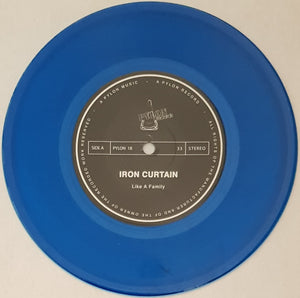 A PYLON MUSIC - A PYLON RECORD - ALL RIGHTS OF THE MANUFACTURER AND OF THE OWNER OF THE RECORDED WORK RESERVED
PYLON
SIDE A
PYLON 18
33
STEREO
IRON CURTAIN
Like A Family